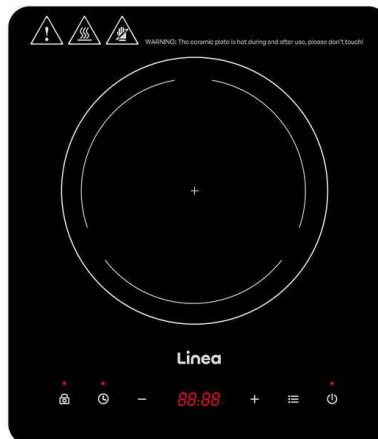 WARNING: The ceramic plate is hot during and after use, please don't touch!
Linea
88:88